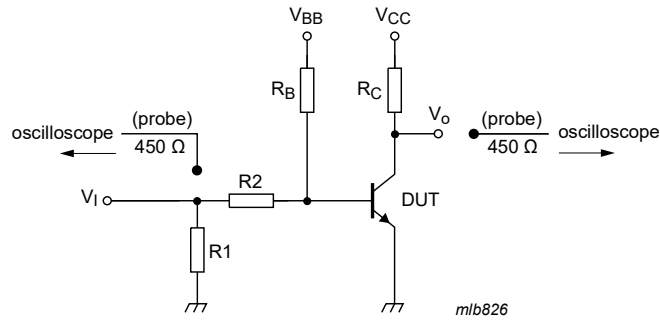 VBB
VCC
RB
RC
Vo
(probe)
450 Ω
oscilloscope
(probe)
450 Ω
oscilloscope
R2
VI
DUT
R1
mlb826